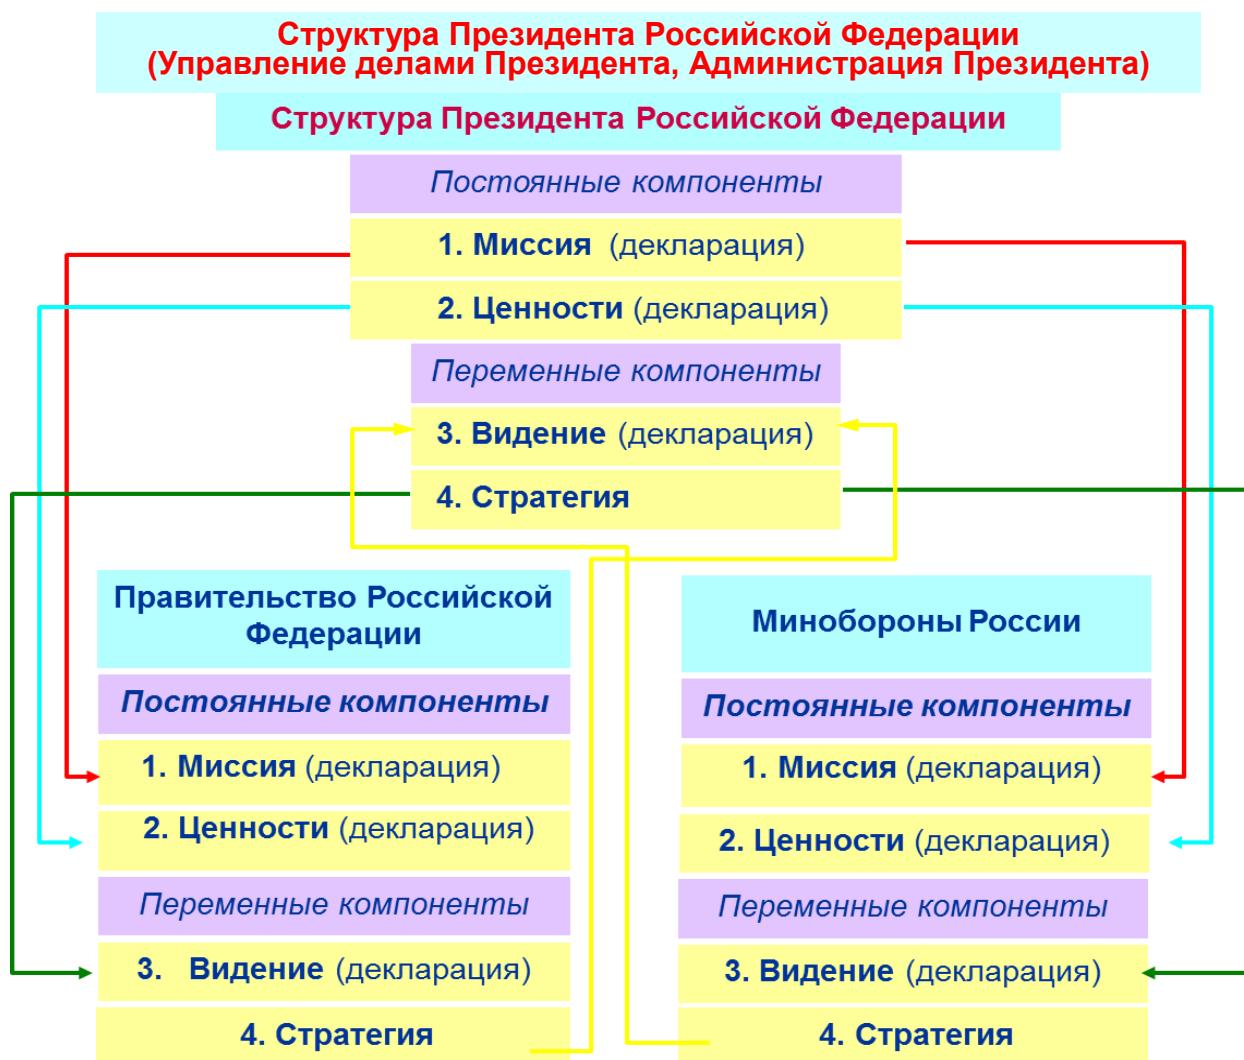 Структура Президента Российской Федерации
(Управление делами Президента, Администрация Президента)
Структура Президента Российской Федерации
Постоянные компоненты
1. Миссия (декларация)
2. Ценности (декларация)
Переменные компоненты
3. Видение (декларация)
4. Стратегия
Правительство Российской
Федерации
Постоянные компоненты
1. Миссия (декларация)
2. Ценности (декларация)
Переменные компоненты
3. Видение (декларация)
4. Стратегия
Минобороны России
Постоянные компоненты
1. Миссия (декларация)
2. Ценности (декларация)
Переменные компоненты
3. Видение (декларация)
4. Стратегия